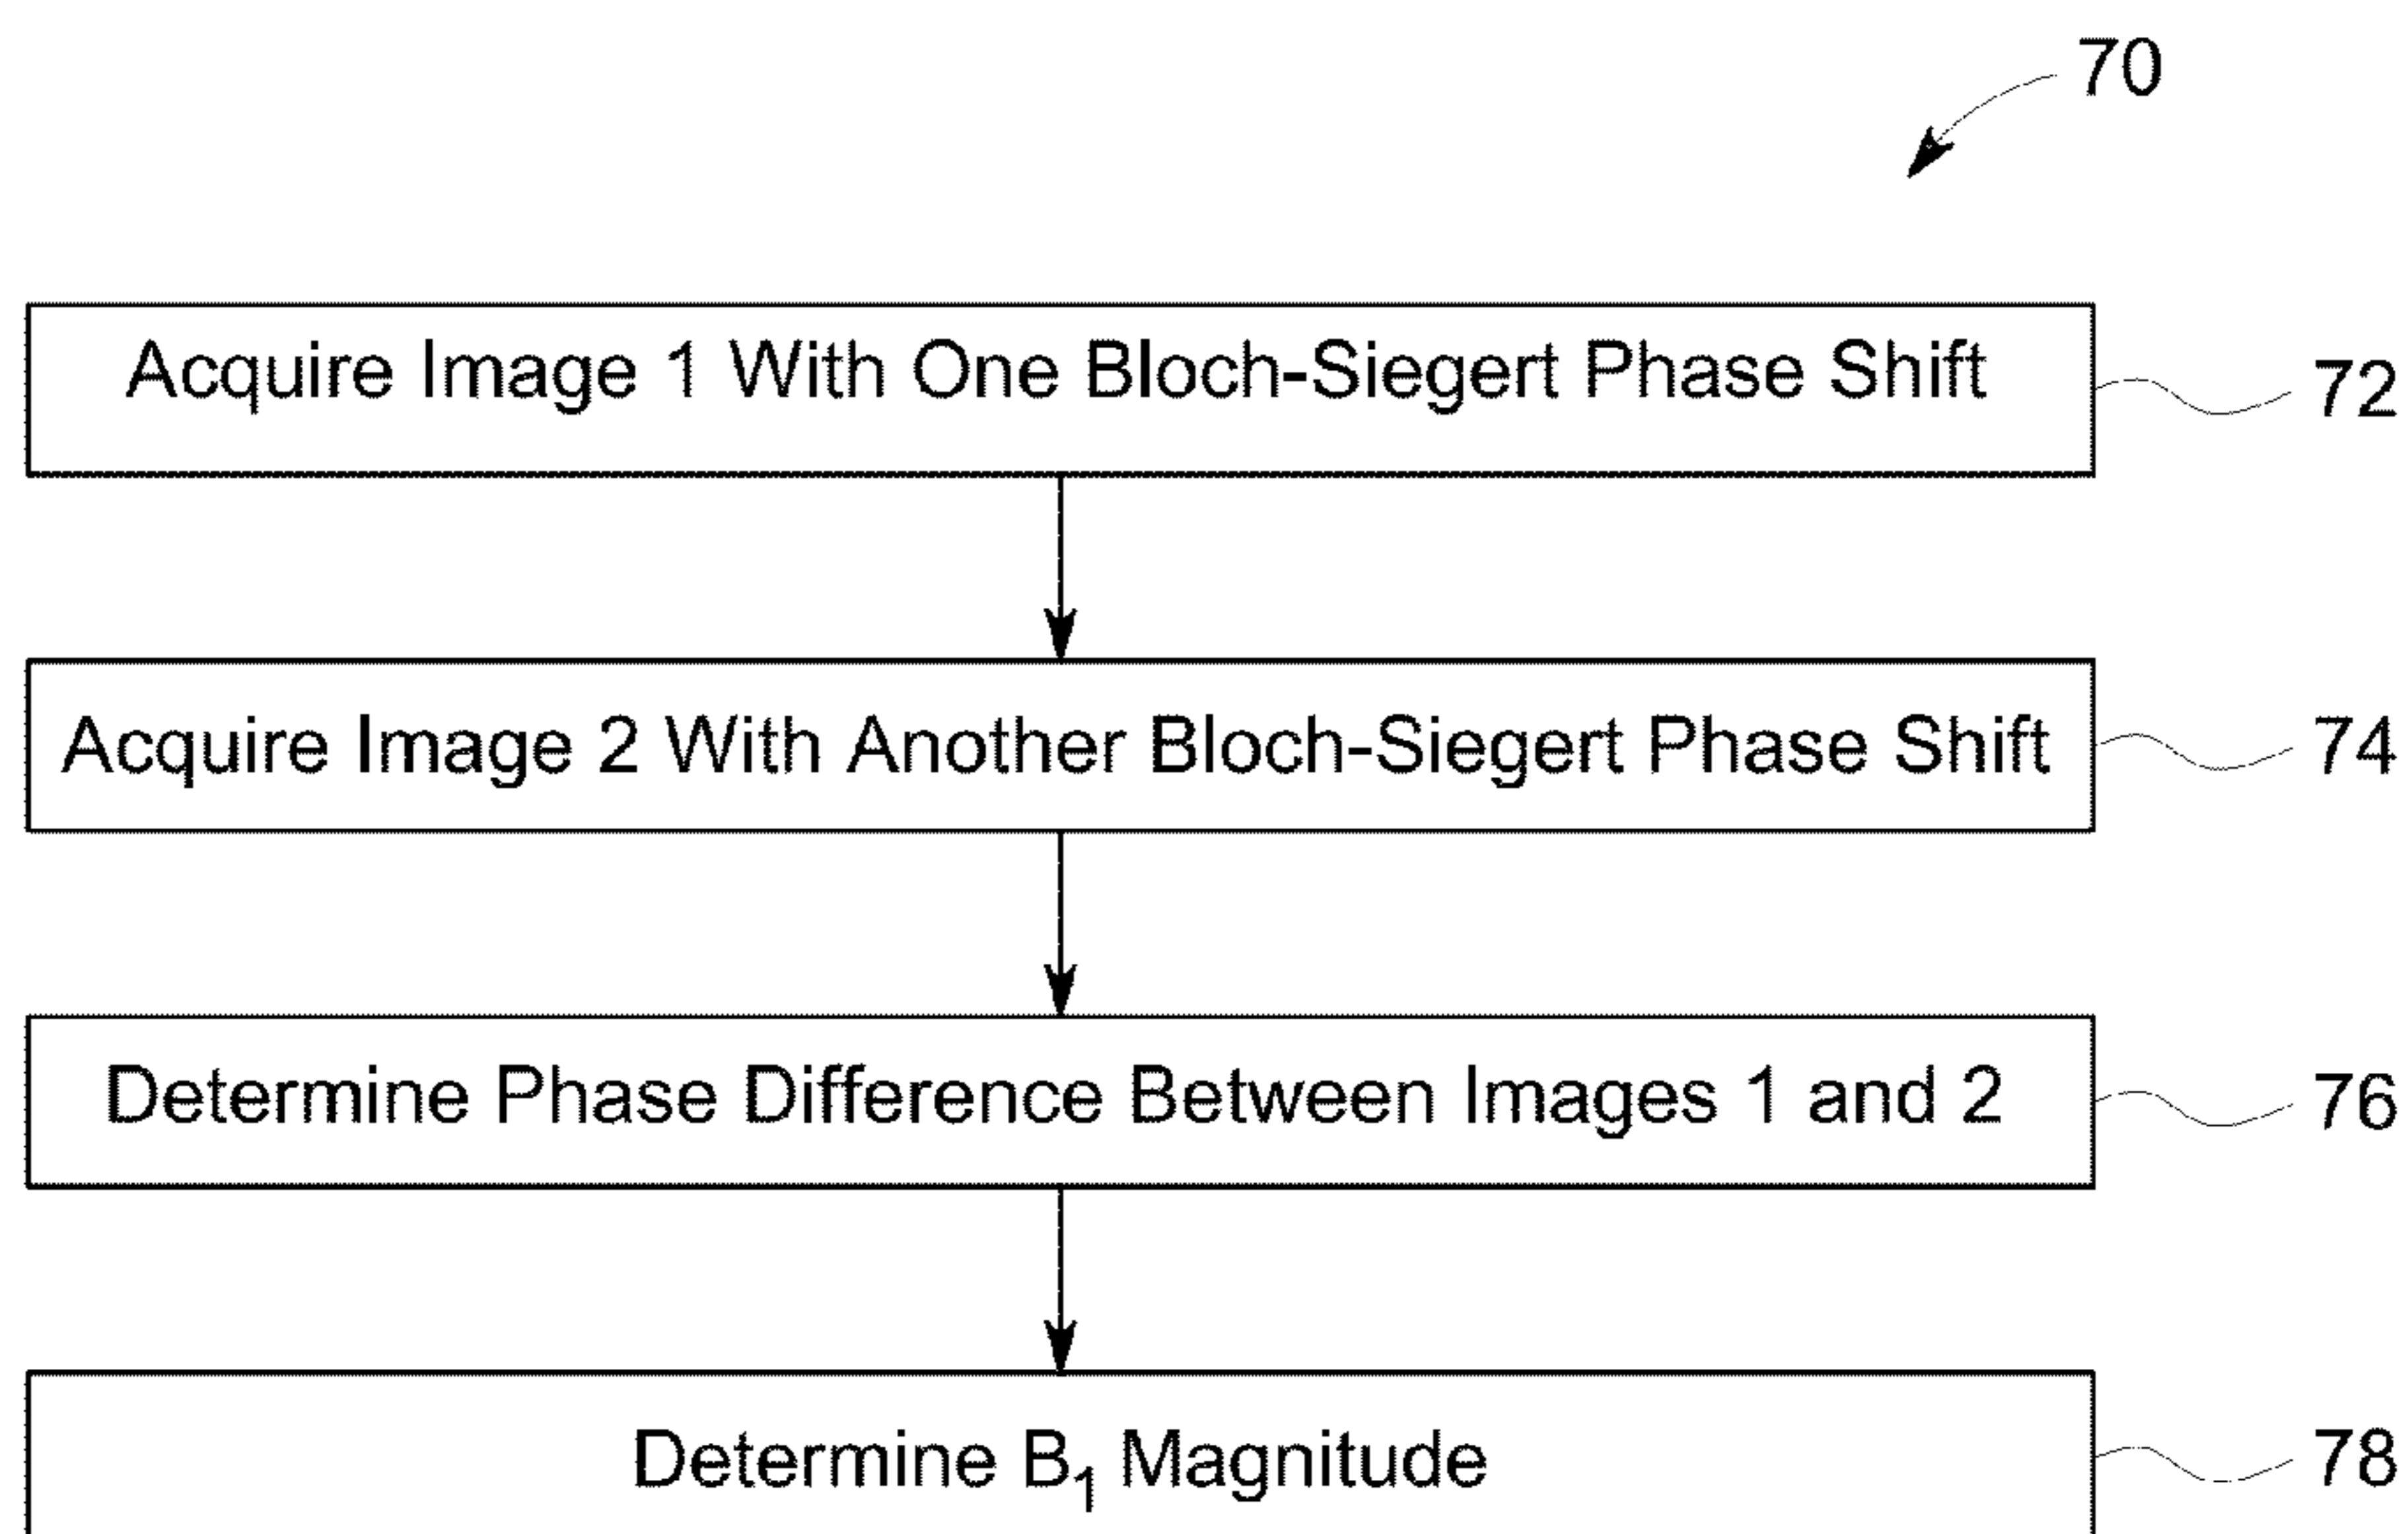 70
Acquire Image 1 With One Bloch-Siegert Phase Shift
72
Acquire Image 2 With Another Bloch-Siegert Phase Shift
74
Determine Phase Difference Between Images 1 and 2
76
Determine B₁ Magnitude
78